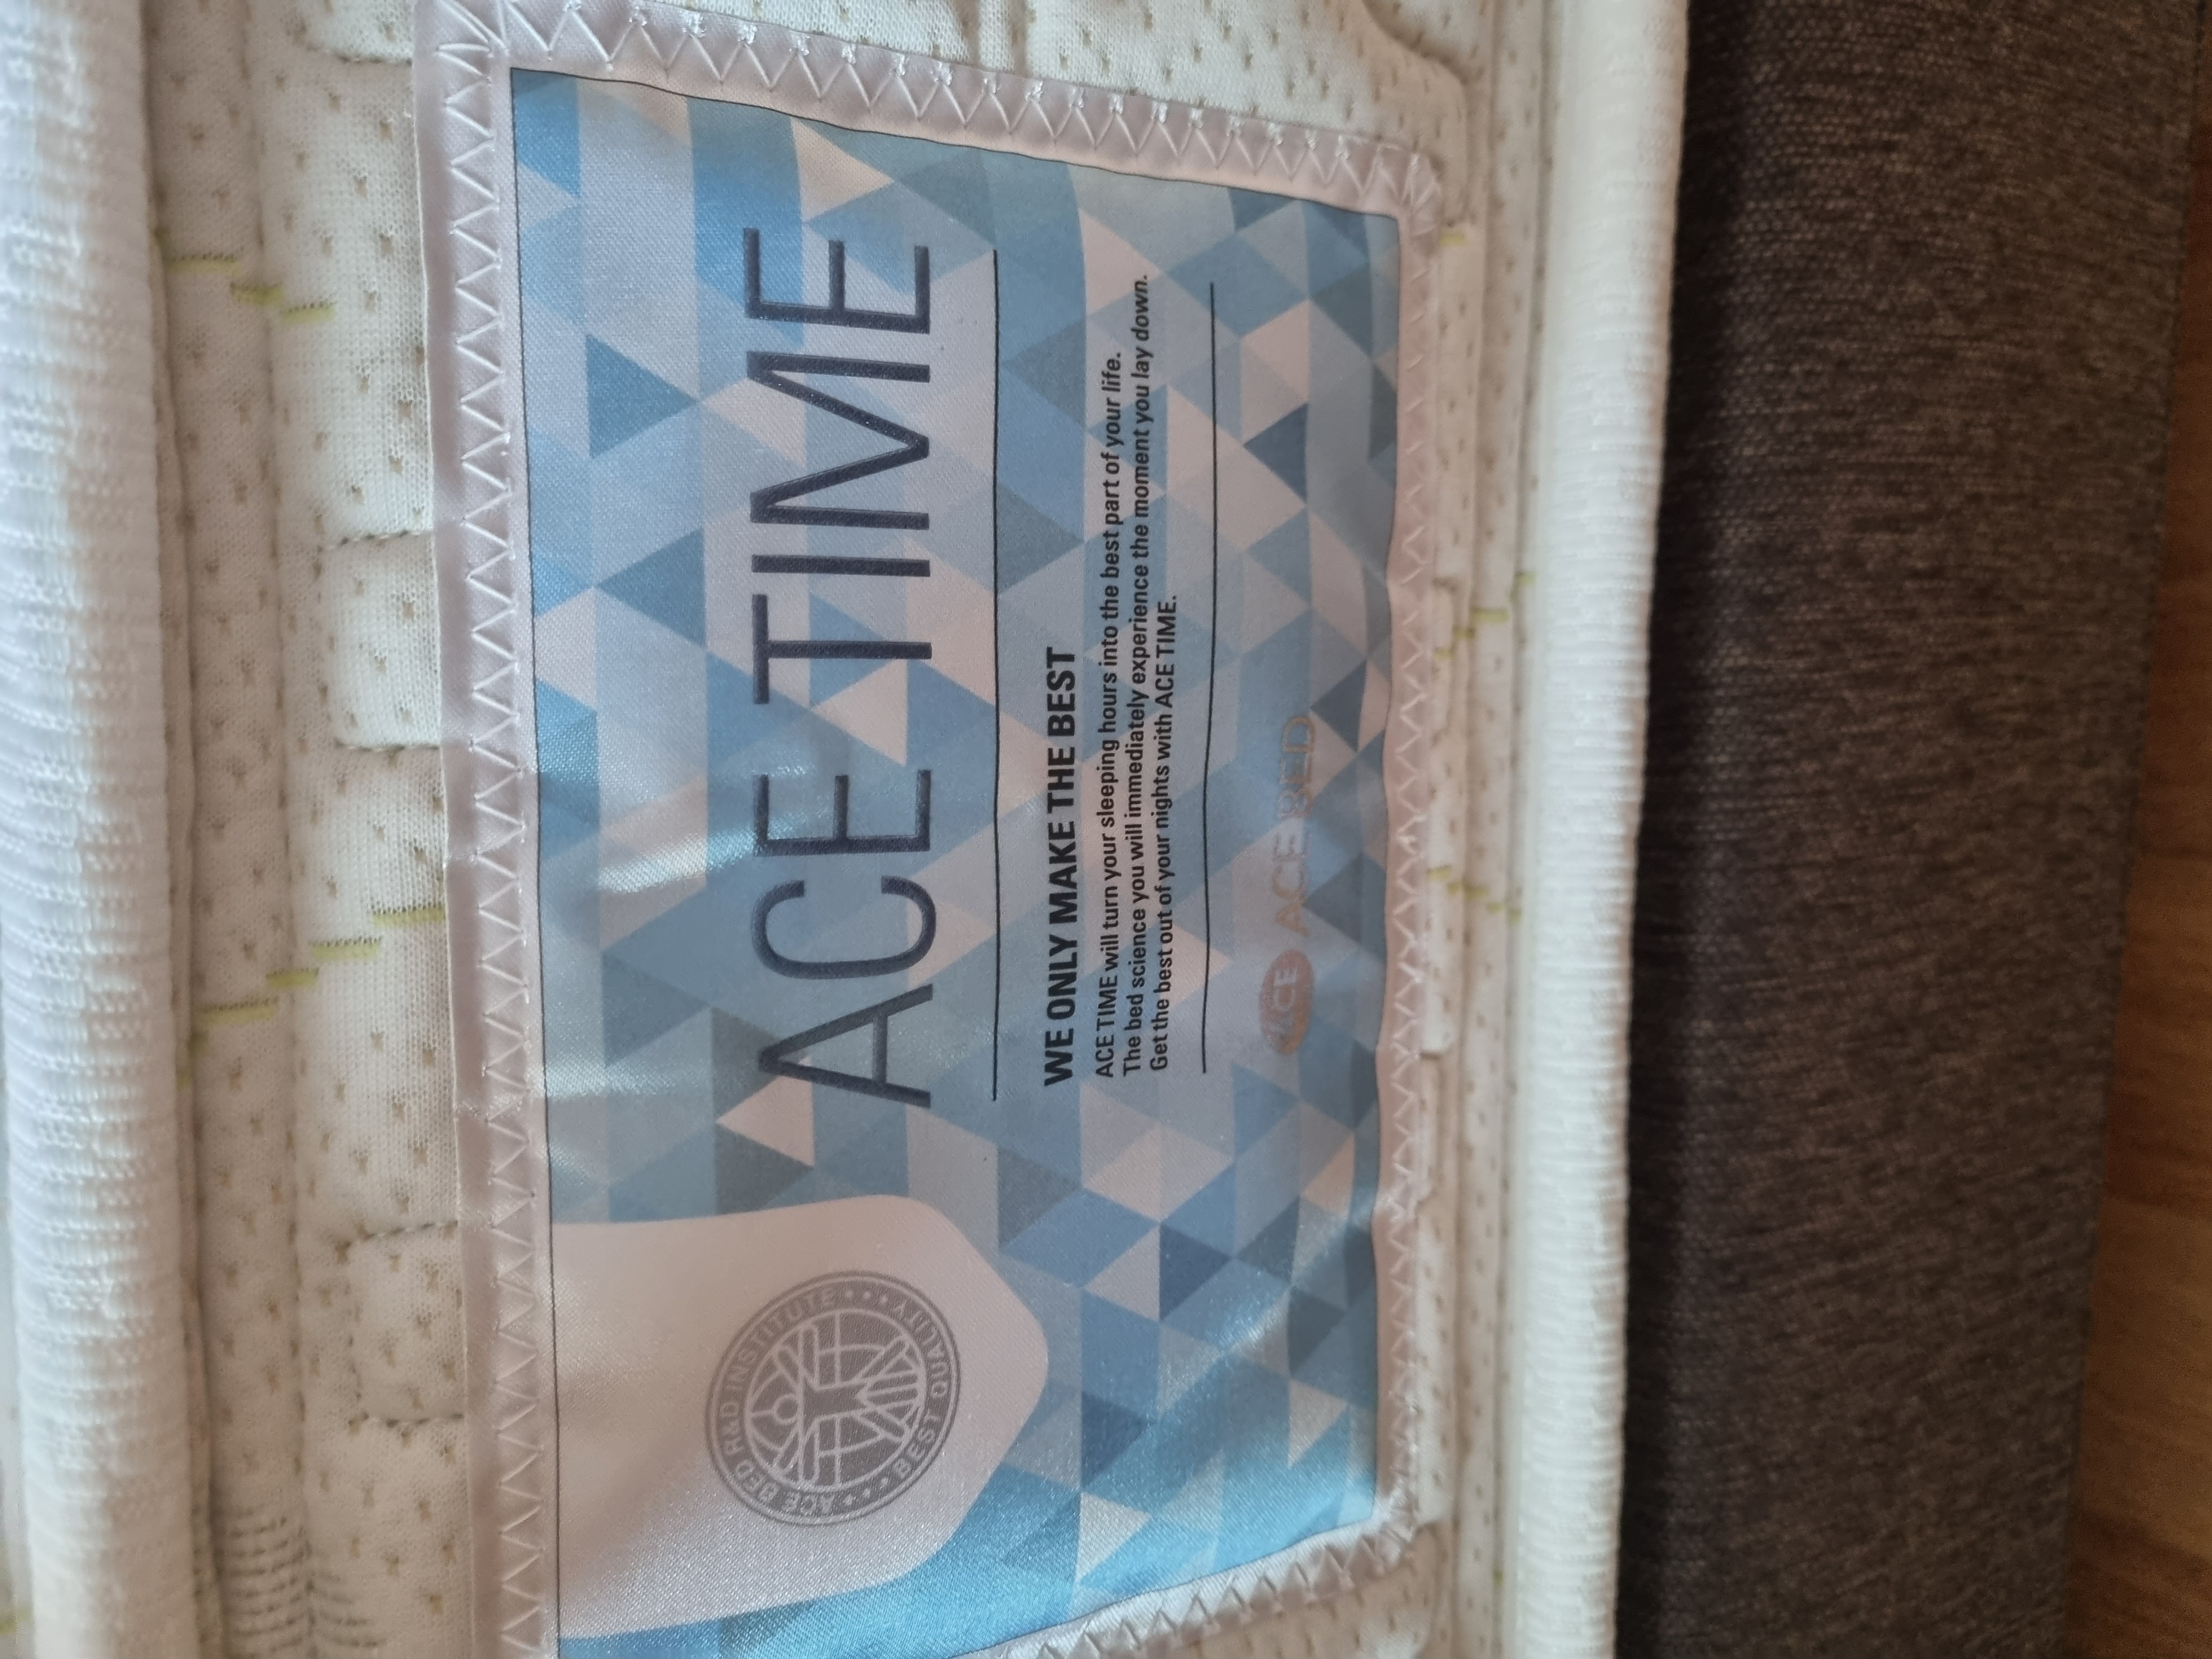 ACE TIME
WE ONLY MAKE THE BEST
ACE TIME will turn your sleeping hours into the best part of your life.
The bed science you will immediately experience the moment you lay down.
Get the best out of your nights with ACE TIME.
ACE ACE BED
ACE BED R&D INSTITUTE
BEST QUALITY